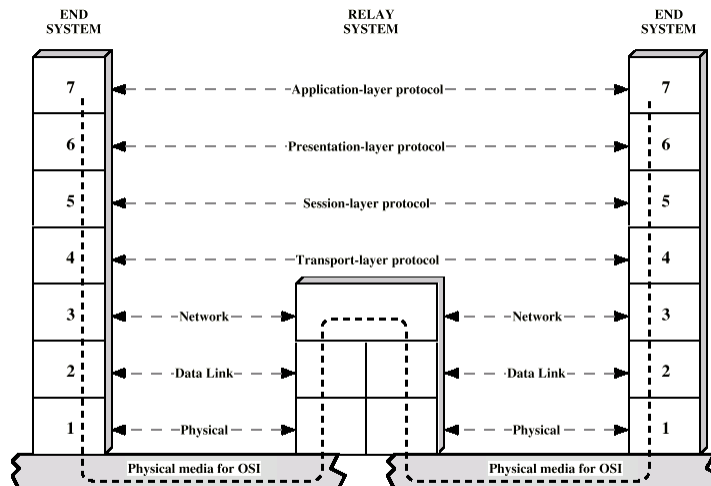 END
SYSTEM
RELAY
SYSTEM
END
SYSTEM
7
Application-layer protocol
7
6
Presentation-layer protocol
6
5
Session-layer protocol
5
4
Transport-layer protocol
4
3
Network
Network
3
2
Data Link
Data Link
2
1
Physical
Physical
1
Physical media for OSI
Physical media for OSI